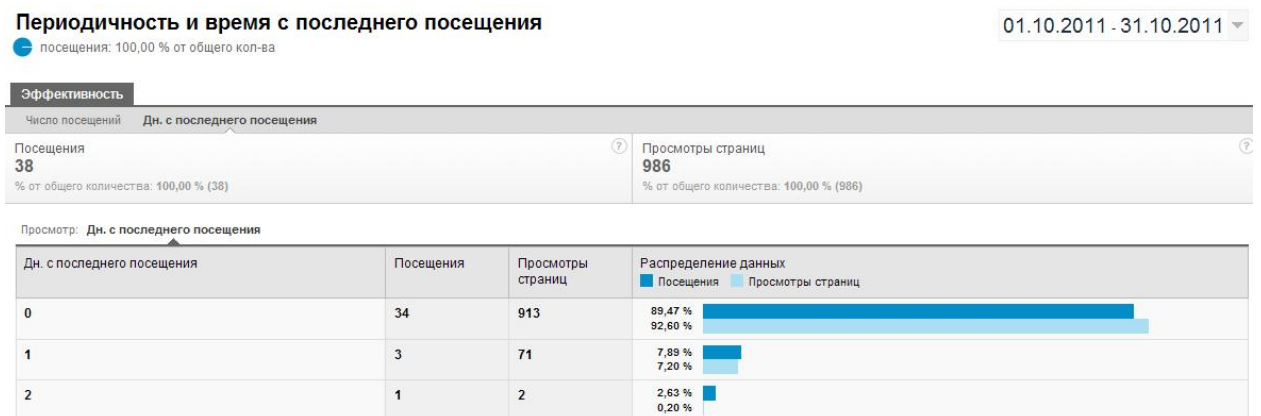 Периодичность и время с последнего посещения
01.10.2011 - 31.10.2011
посещения: 100,00 % от общего кол-ва
Эффективность
Число посещений Дн. с последнего посещения
Посещения ? Просмотры страниц ?
38 986
% от общего количества: 100,00 % (38) % от общего количества: 100,00 % (986)
Просмотр: Дн. с последнего посещения
Дн. с последнего посещения Посещения Просмотры страниц Распределение данных
Посещения Просмотры страниц
0 34 913 89,47 %
92,60 %
1 3 71 7,89 %
7,20 %
2 1 2 2,63 %
0,20 %